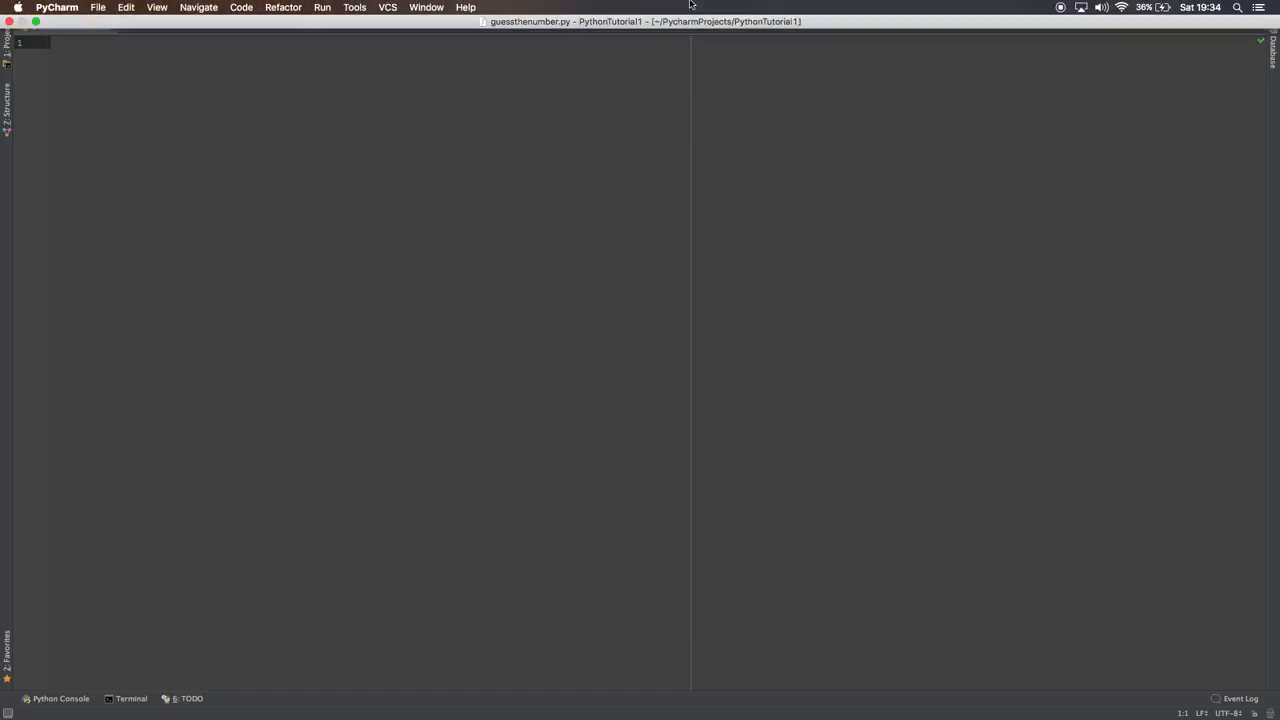 PyCharm File Edit View Navigate Code Refactor Run Tools VCS Window Help 36% Sat 19:34
guessthenumber.py - PythonTutorial1 - [~/PycharmProjects/PythonTutorial1]
1
Z: Structure
2: Favorites
Database
Python Console Terminal 6: TODO Event Log
1:1 LF÷ UTF-8÷